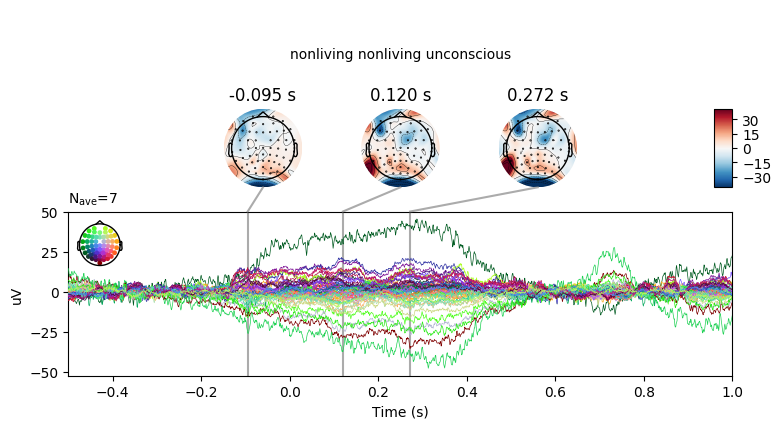 nonliving nonliving unconscious
-0.095 s 0.120 s 0.272 s
30
15
0
−15
−30
Nave=7
50
25
0
−25
−50
uV
−0.4 −0.2 0.0 0.2 0.4 0.6 0.8 1.0
Time (s)